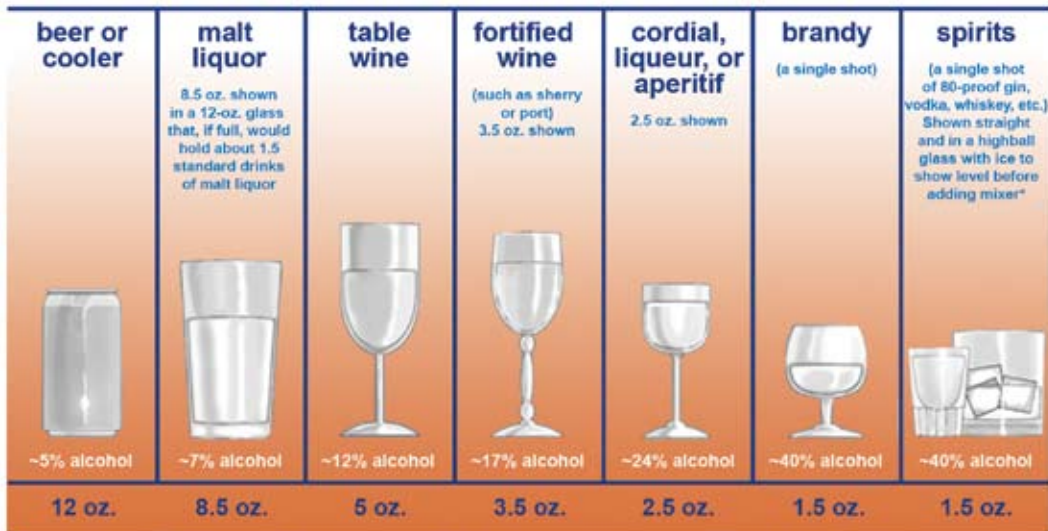 beer or
cooler
~5% alcohol
12 oz.
malt
liquor
8.5 oz. shown
in a 12-oz. glass
that, if full, would
hold about 1.5
standard drinks
of malt liquor
~7% alcohol
8.5 oz.
table
wine
~12% alcohol
5 oz.
fortified
wine
(such as sherry
or port)
3.5 oz. shown
~17% alcohol
3.5 oz.
cordial,
liqueur, or
aperitif
2.5 oz. shown
~24% alcohol
2.5 oz.
brandy
(a single shot)
~40% alcohol
1.5 oz.
spirits
(a single shot
of 80-proof gin,
vodka, whiskey, etc.)
Shown straight
and in a highball
glass with ice to
show level before
adding mixer*
~40% alcohol
1.5 oz.